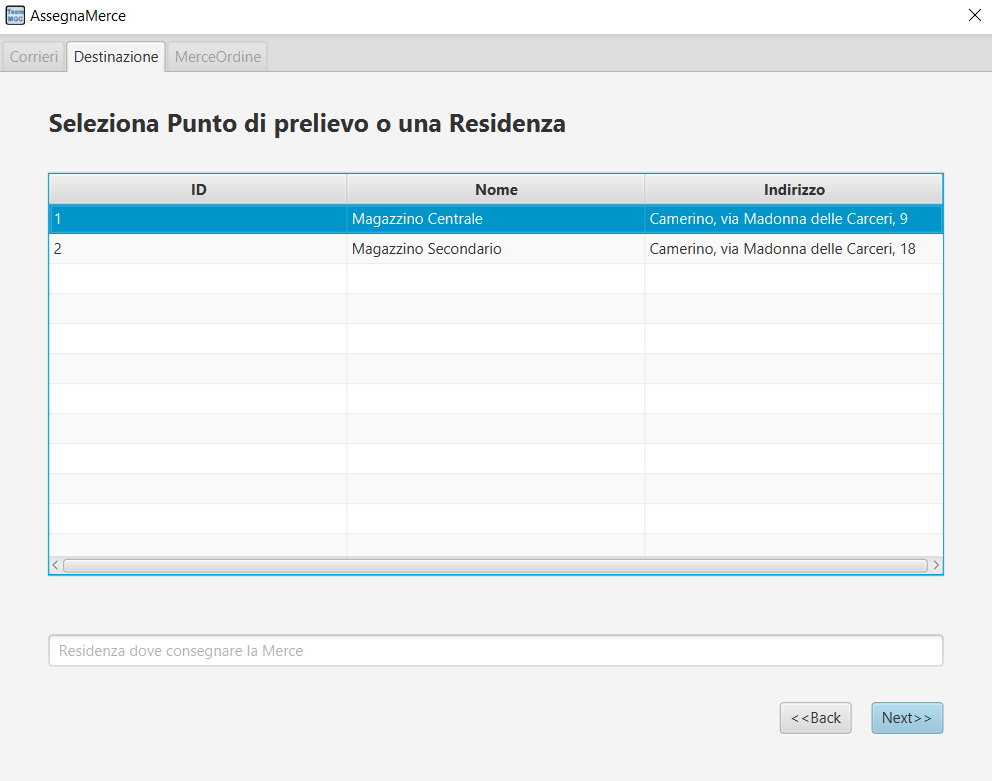 Team
MGC
AssegnaMerce
Corrieri Destinazione MerceOrdine
Seleziona Punto di prelievo o una Residenza
ID Nome Indirizzo
1 Magazzino Centrale Camerino, via Madonna delle Carceri, 9
2 Magazzino Secondario Camerino, via Madonna delle Carceri, 18
Residenza dove consegnare la Merce
<<Back Next>>